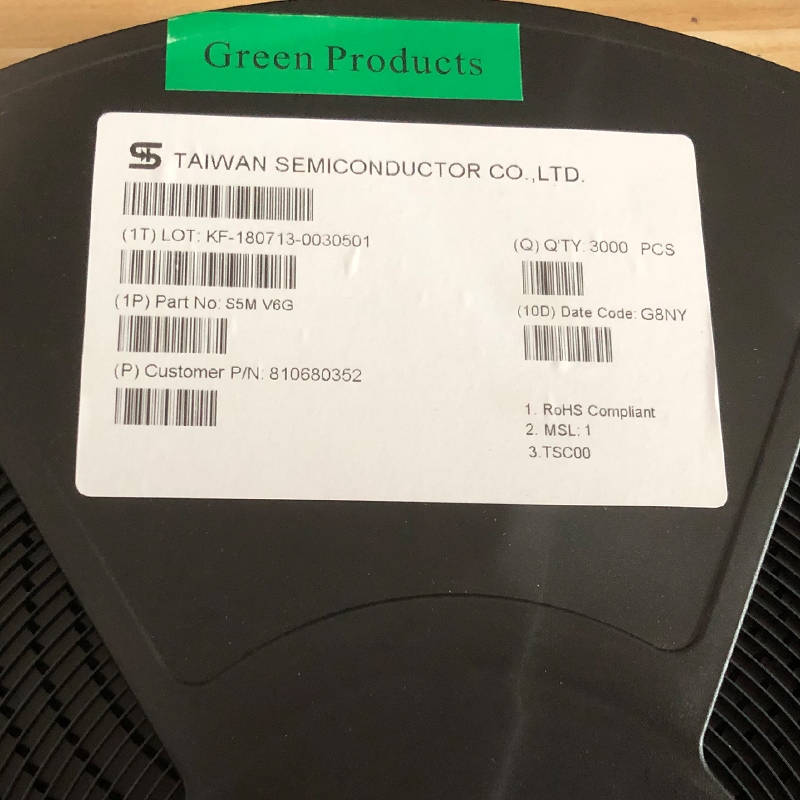 Green Products
TAIWAN SEMICONDUCTOR CO.,LTD.
(1T) LOT: KF-180713-0030501
(Q) Q'TY: 3000 PCS
(1P) Part No: S5M V6G
(10D) Date Code: G8NY
(P) Customer P/N: 810680352
1. RoHS Compliant
2. MSL: 1
3.TSC00